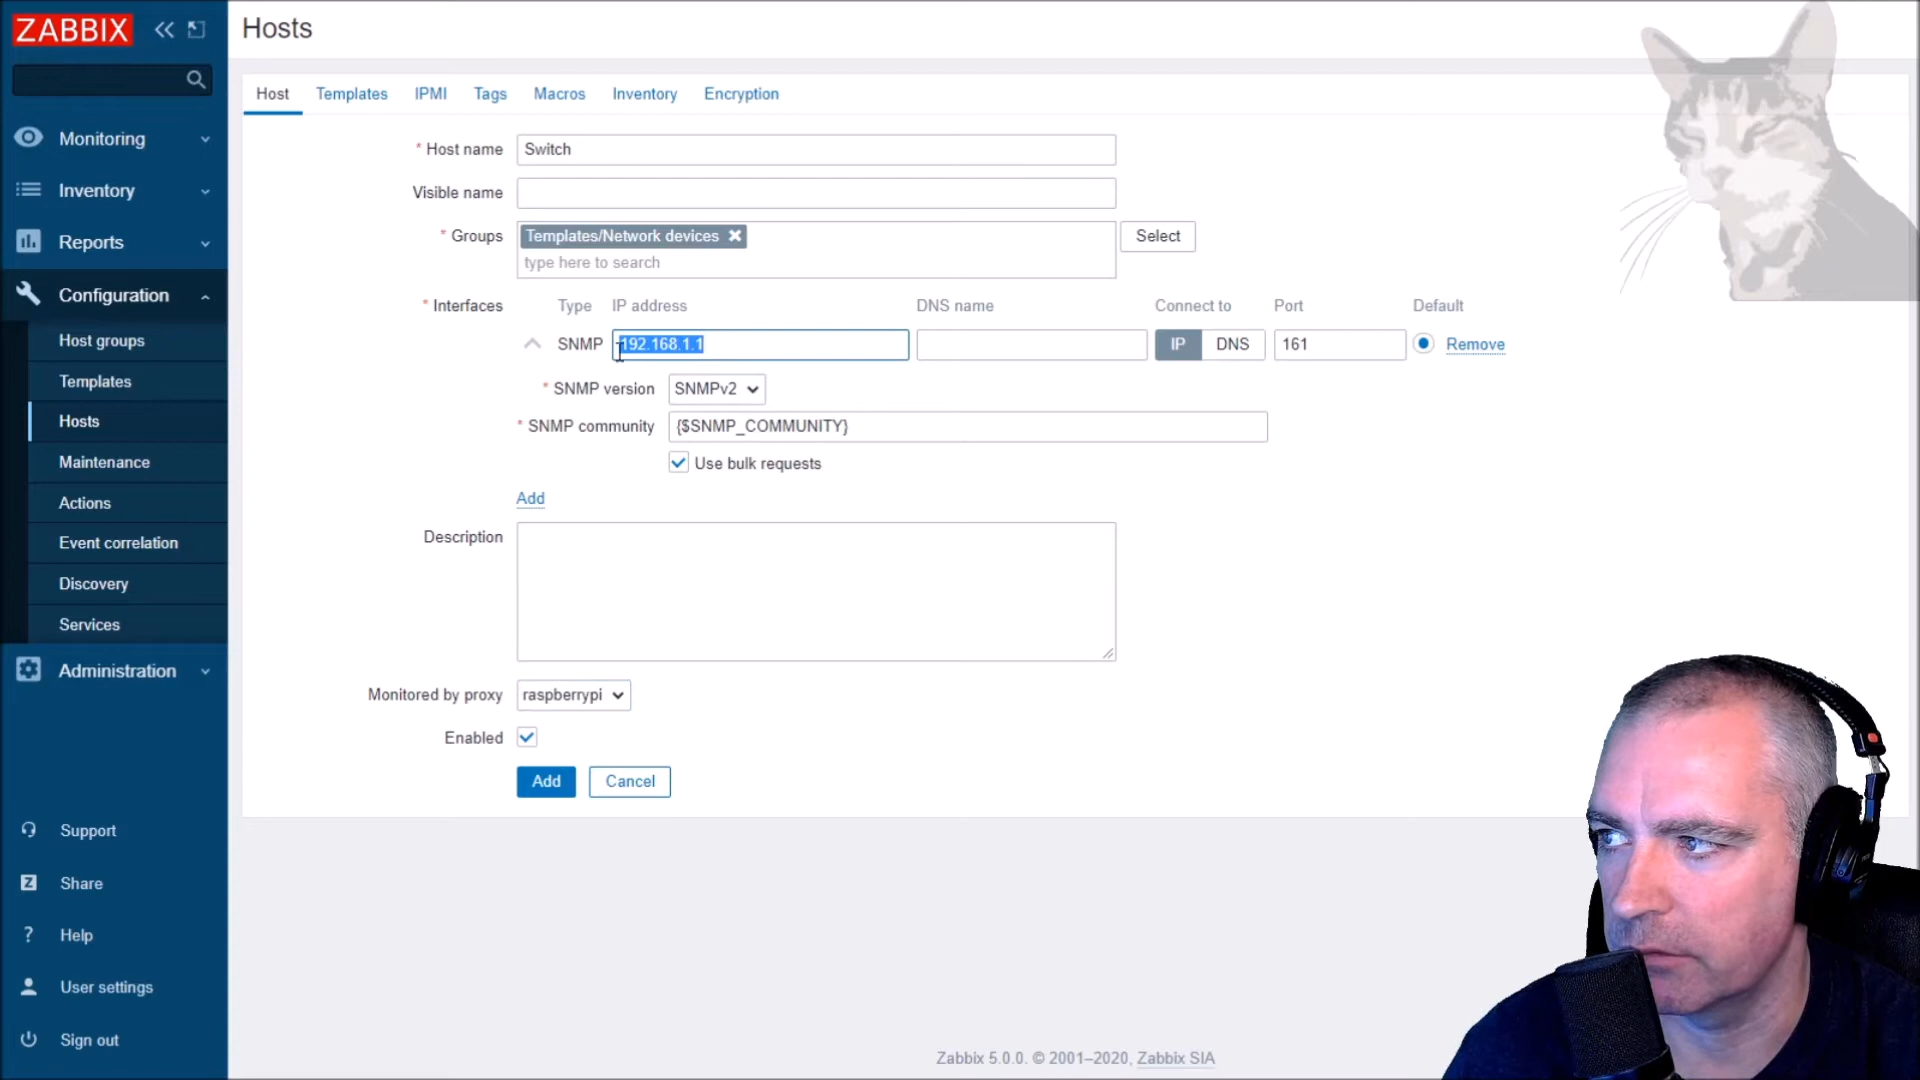 ZABBIX
Hosts
Host Templates IPMI Tags Macros Inventory Encryption
Monitoring
Inventory
Reports
Configuration
Host groups
Templates
Hosts
Maintenance
Actions
Event correlation
Discovery
Services
Administration
Support
Share
Help
User settings
Sign out
* Host name Switch
Visible name
* Groups Templates/Network devices Select
type here to search
* Interfaces Type IP address DNS name Connect to Port Default
SNMP 192.168.1.1 IP DNS 161 Remove
* SNMP version SNMPv2
* SNMP community {$SNMP_COMMUNITY}
Use bulk requests
Add
Description
Monitored by proxy raspberrypi
Enabled
Add Cancel
Zabbix 5.0.0. © 2001–2020, Zabbix SIA